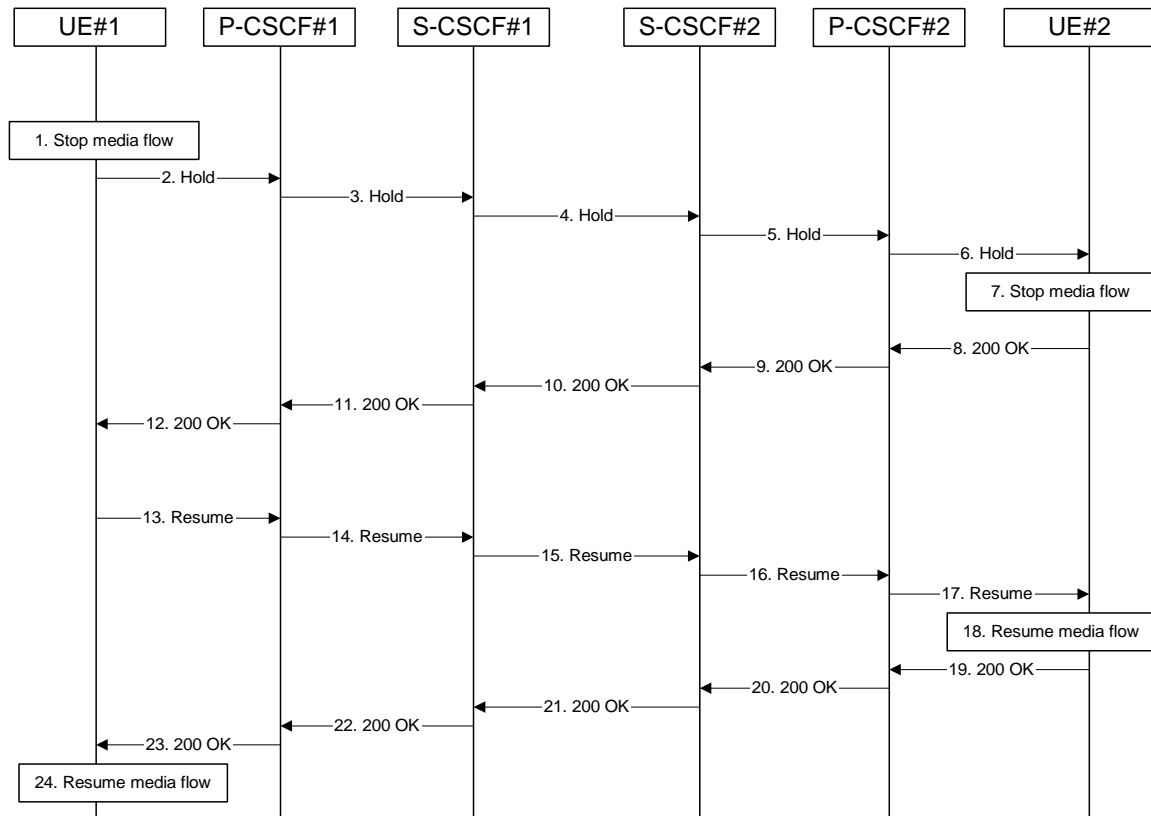 UE#1
P-CSCF#1
S-CSCF#1
S-CSCF#2
P-CSCF#2
UE#2
1. Stop media flow
2. Hold
3. Hold
4. Hold
5. Hold
6. Hold
7. Stop media flow
8. 200 OK
9. 200 OK
10. 200 OK
11. 200 OK
12. 200 OK
13. Resume
14. Resume
15. Resume
16. Resume
17. Resume
18. Resume media flow
19. 200 OK
20. 200 OK
21. 200 OK
22. 200 OK
23. 200 OK
24. Resume media flow